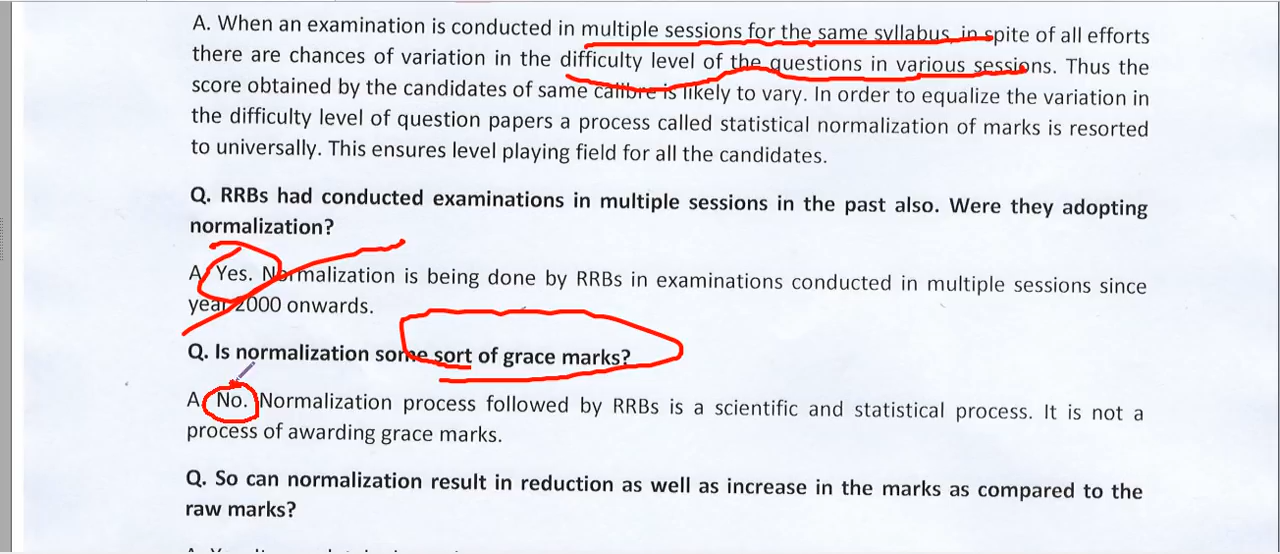 A. When an examination is conducted in multiple sessions for the same syllabus, in spite of all efforts
there are chances of variation in the difficulty level of the questions in various sessions. Thus the
score obtained by the candidates of same calibre is likely to vary. In order to equalize the variation in
the difficulty level of question papers a process called statistical normalization of marks is resorted
to universally. This ensures level playing field for all the candidates.
Q. RRBs had conducted examinations in multiple sessions in the past also. Were they adopting
normalization?
A. Yes. Normalization is being done by RRBs in examinations conducted in multiple sessions since
year 2000 onwards.
Q. Is normalization some sort of grace marks?
A. No. Normalization process followed by RRBs is a scientific and statistical process. It is not a
process of awarding grace marks.
Q. So can normalization result in reduction as well as increase in the marks as compared to the
raw marks?